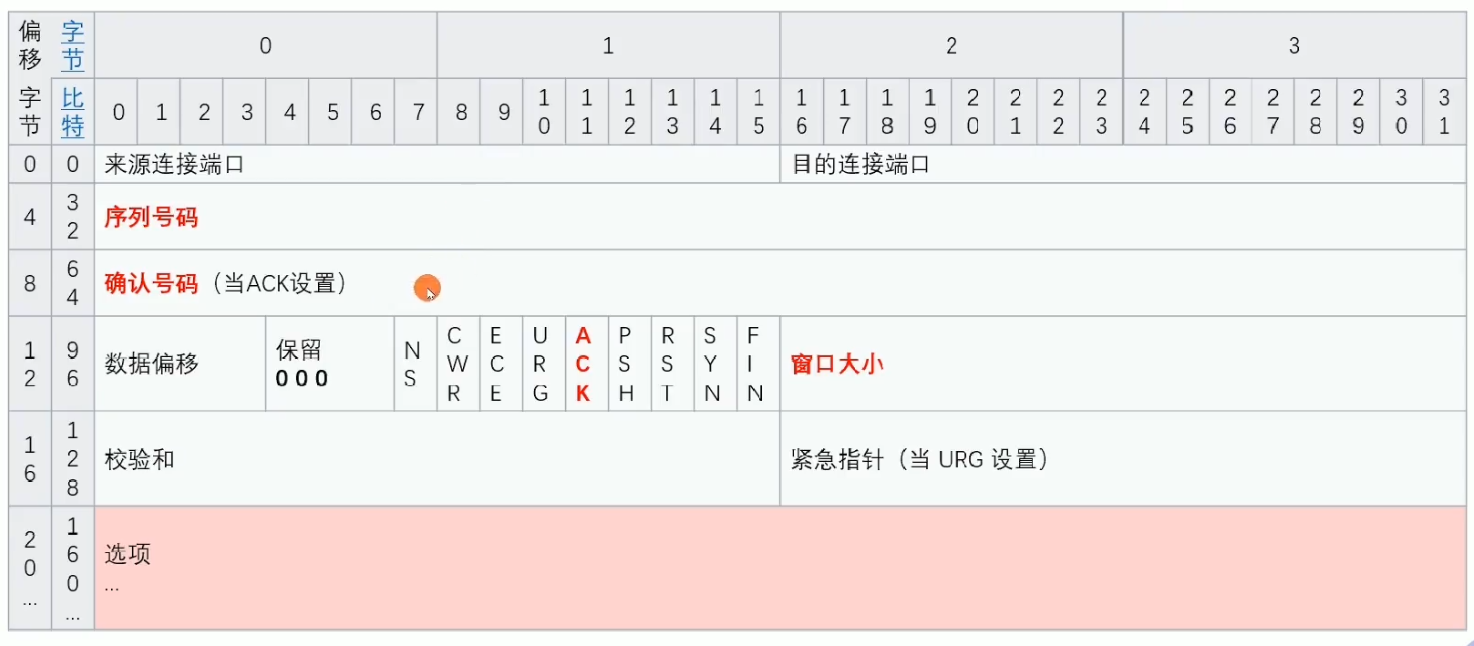 偏移 字节 0 1 2 3
字节 比特 0 1 2 3 4 5 6 7 8 9 10 11 12 13 14 15 16 17 18 19 20 21 22 23 24 25 26 27 28 29 30 31
0 0 来源连接端口 目的连接端口
4 32 序列号码
8 64 确认号码（当ACK设置）
12 96 数据偏移 保留 000 NS CWR ECE URG ACK PSH RST SYN FIN 窗口大小
16 128 校验和 紧急指针（当 URG 设置）
20 160 选项
... ... ...